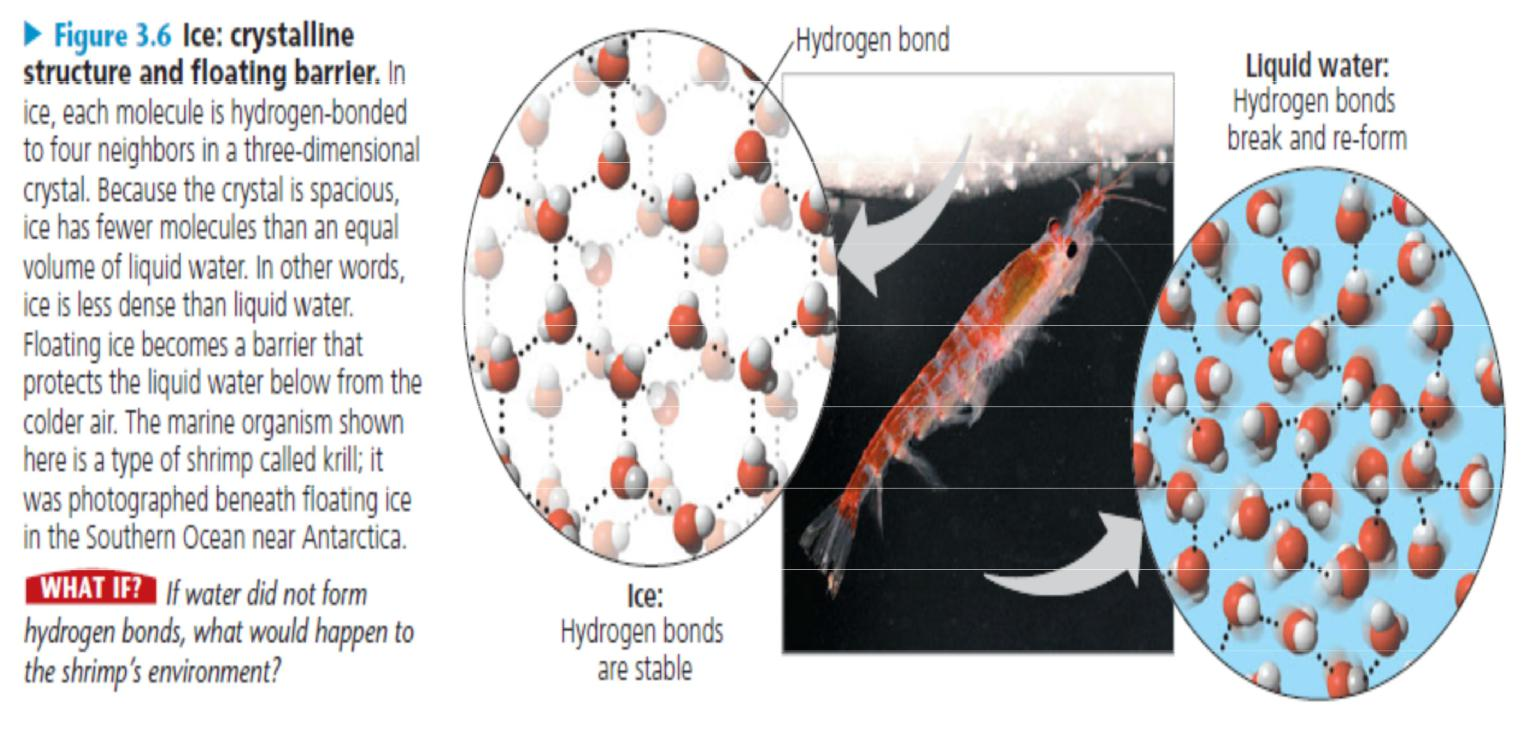 ▶ Figure 3.6 Ice: crystalline
structure and floating barrier. In
ice, each molecule is hydrogen-bonded
to four neighbors in a three-dimensional
crystal. Because the crystal is spacious,
ice has fewer molecules than an equal
volume of liquid water. In other words,
ice is less dense than liquid water.
Floating ice becomes a barrier that
protects the liquid water below from the
colder air. The marine organism shown
here is a type of shrimp called krill; it
was photographed beneath floating ice
in the Southern Ocean near Antarctica.
WHAT IF? If water did not form
hydrogen bonds, what would happen to
the shrimp's environment?
Hydrogen bond
Ice:
Hydrogen bonds
are stable
Liquid water:
Hydrogen bonds
break and re-form